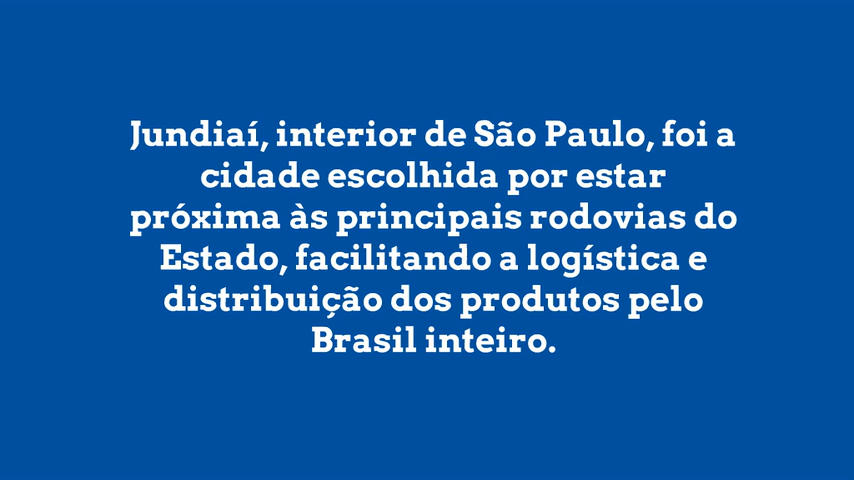 Jundiaí, interior de São Paulo, foi a
cidade escolhida por estar
próxima às principais rodovias do
Estado, facilitando a logística e
distribuição dos produtos pelo
Brasil inteiro.